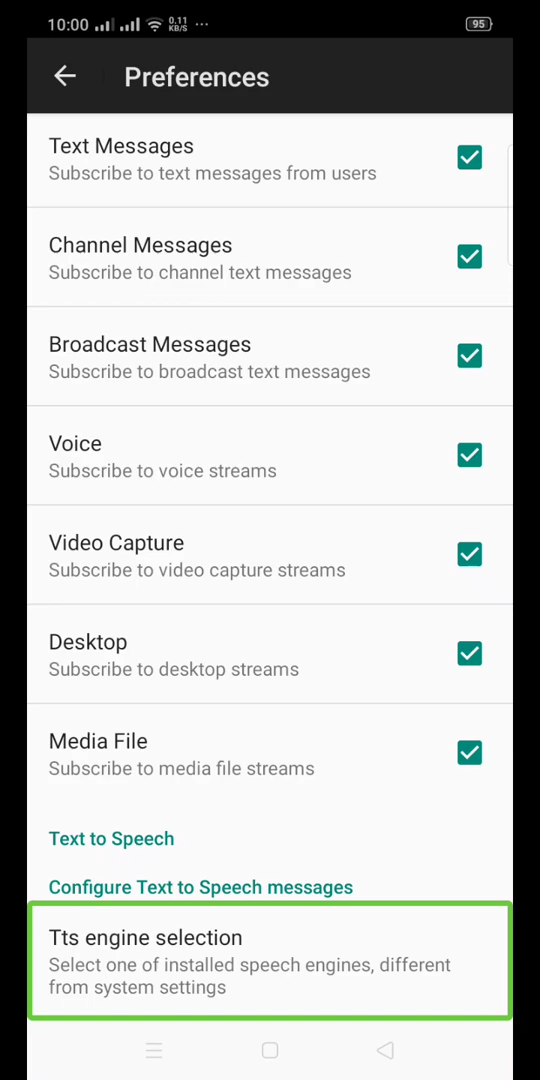 10:00 0.11 KB/S ... 95
Preferences
Text Messages
Subscribe to text messages from users
Channel Messages
Subscribe to channel text messages
Broadcast Messages
Subscribe to broadcast text messages
Voice
Subscribe to voice streams
Video Capture
Subscribe to video capture streams
Desktop
Subscribe to desktop streams
Media File
Subscribe to media file streams
Text to Speech
Configure Text to Speech messages
Tts engine selection
Select one of installed speech engines, different
from system settings